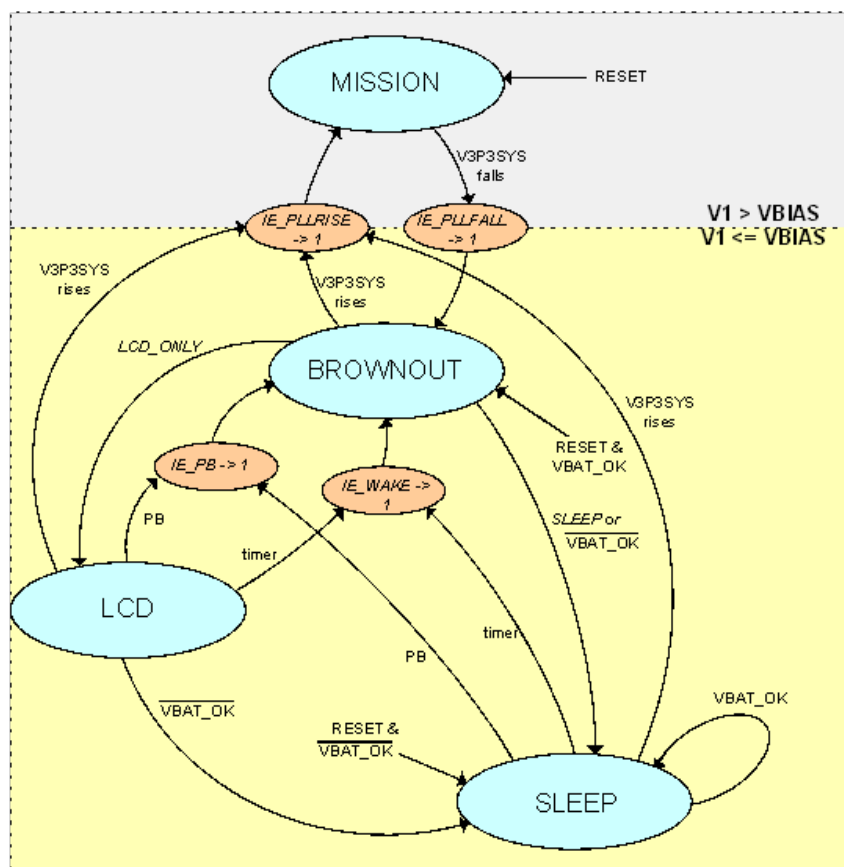 MISSION
RESET
V3P3SYS
falls
IE_PLLRISE
-> 1
IE_PLLFALL
-> 1
V1 > VBIAS
V1 <= VBIAS
V3P3SYS
rises
V3P3SYS
rises
LCD_ONLY
BROWNOUT
V3P3SYS
rises
RESET &
VBAT_OK
IE_PB -> 1
IE_WAKE ->
1
PB
SLEEP or
VBAT_OK
timer
LCD
timer
PB
VBAT_OK
VBAT_OK
RESET &
VBAT_OK
SLEEP